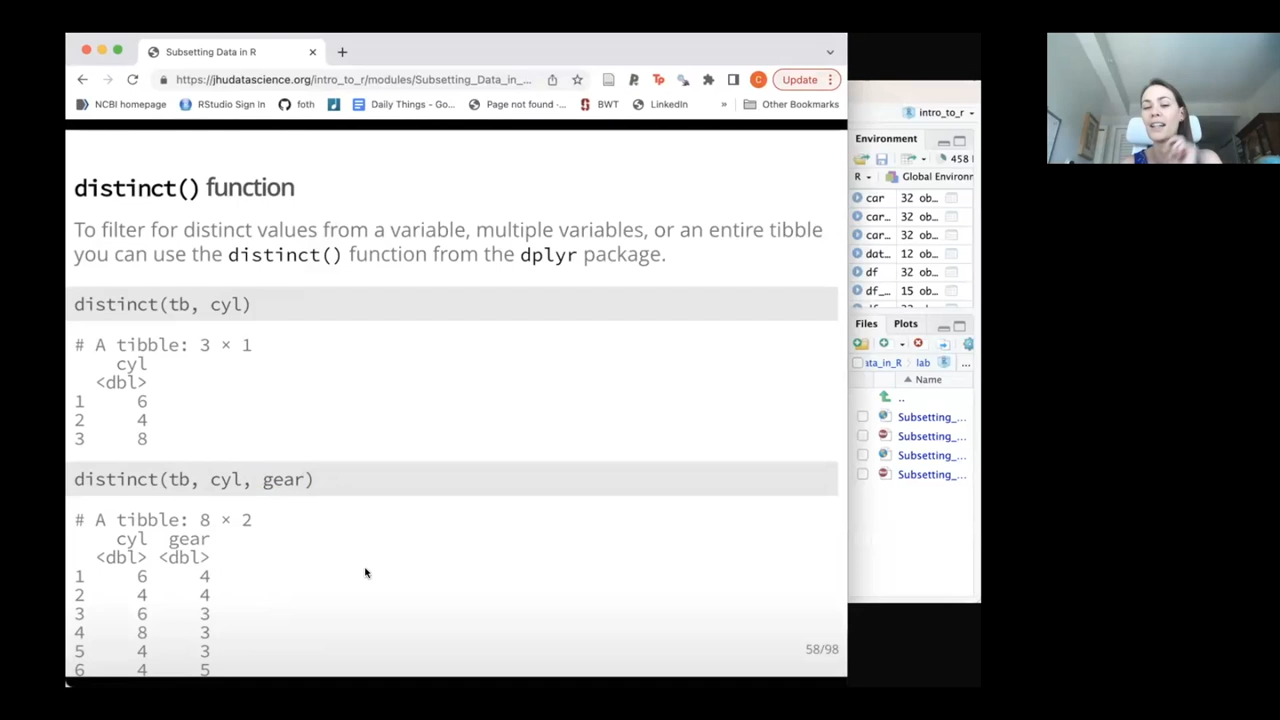 Subsetting Data in R
https://jhudatascience.org/intro_to_r/modules/Subsetting_Data_in_...
Update
NCBI homepage
RStudio Sign In
foth
Daily Things - Go...
Page not found - ...
BWT
LinkedIn
»
Other Bookmarks
distinct() function
To filter for distinct values from a variable, multiple variables, or an entire tibble
you can use the distinct() function from the dplyr package.
distinct(tb, cyl)
# A tibble: 3 × 1
cyl
<dbl>
1 6
2 4
3 8
distinct(tb, cyl, gear)
# A tibble: 8 × 2
cyl gear
<dbl> <dbl>
1 6 4
2 4 4
3 6 3
4 8 3
5 4 3
6 4 5
58/98
intro_to_r
Environment
458
R
Global Environ
car 32 ob...
car... 32 ob...
car... 32 ob...
dat... 12 ob...
df 32 ob...
df_... 15 ob...
Files Plots
ata_in_R lab
...
Name
..
Subsetting_...
Subsetting_...
Subsetting_...
Subsetting_...